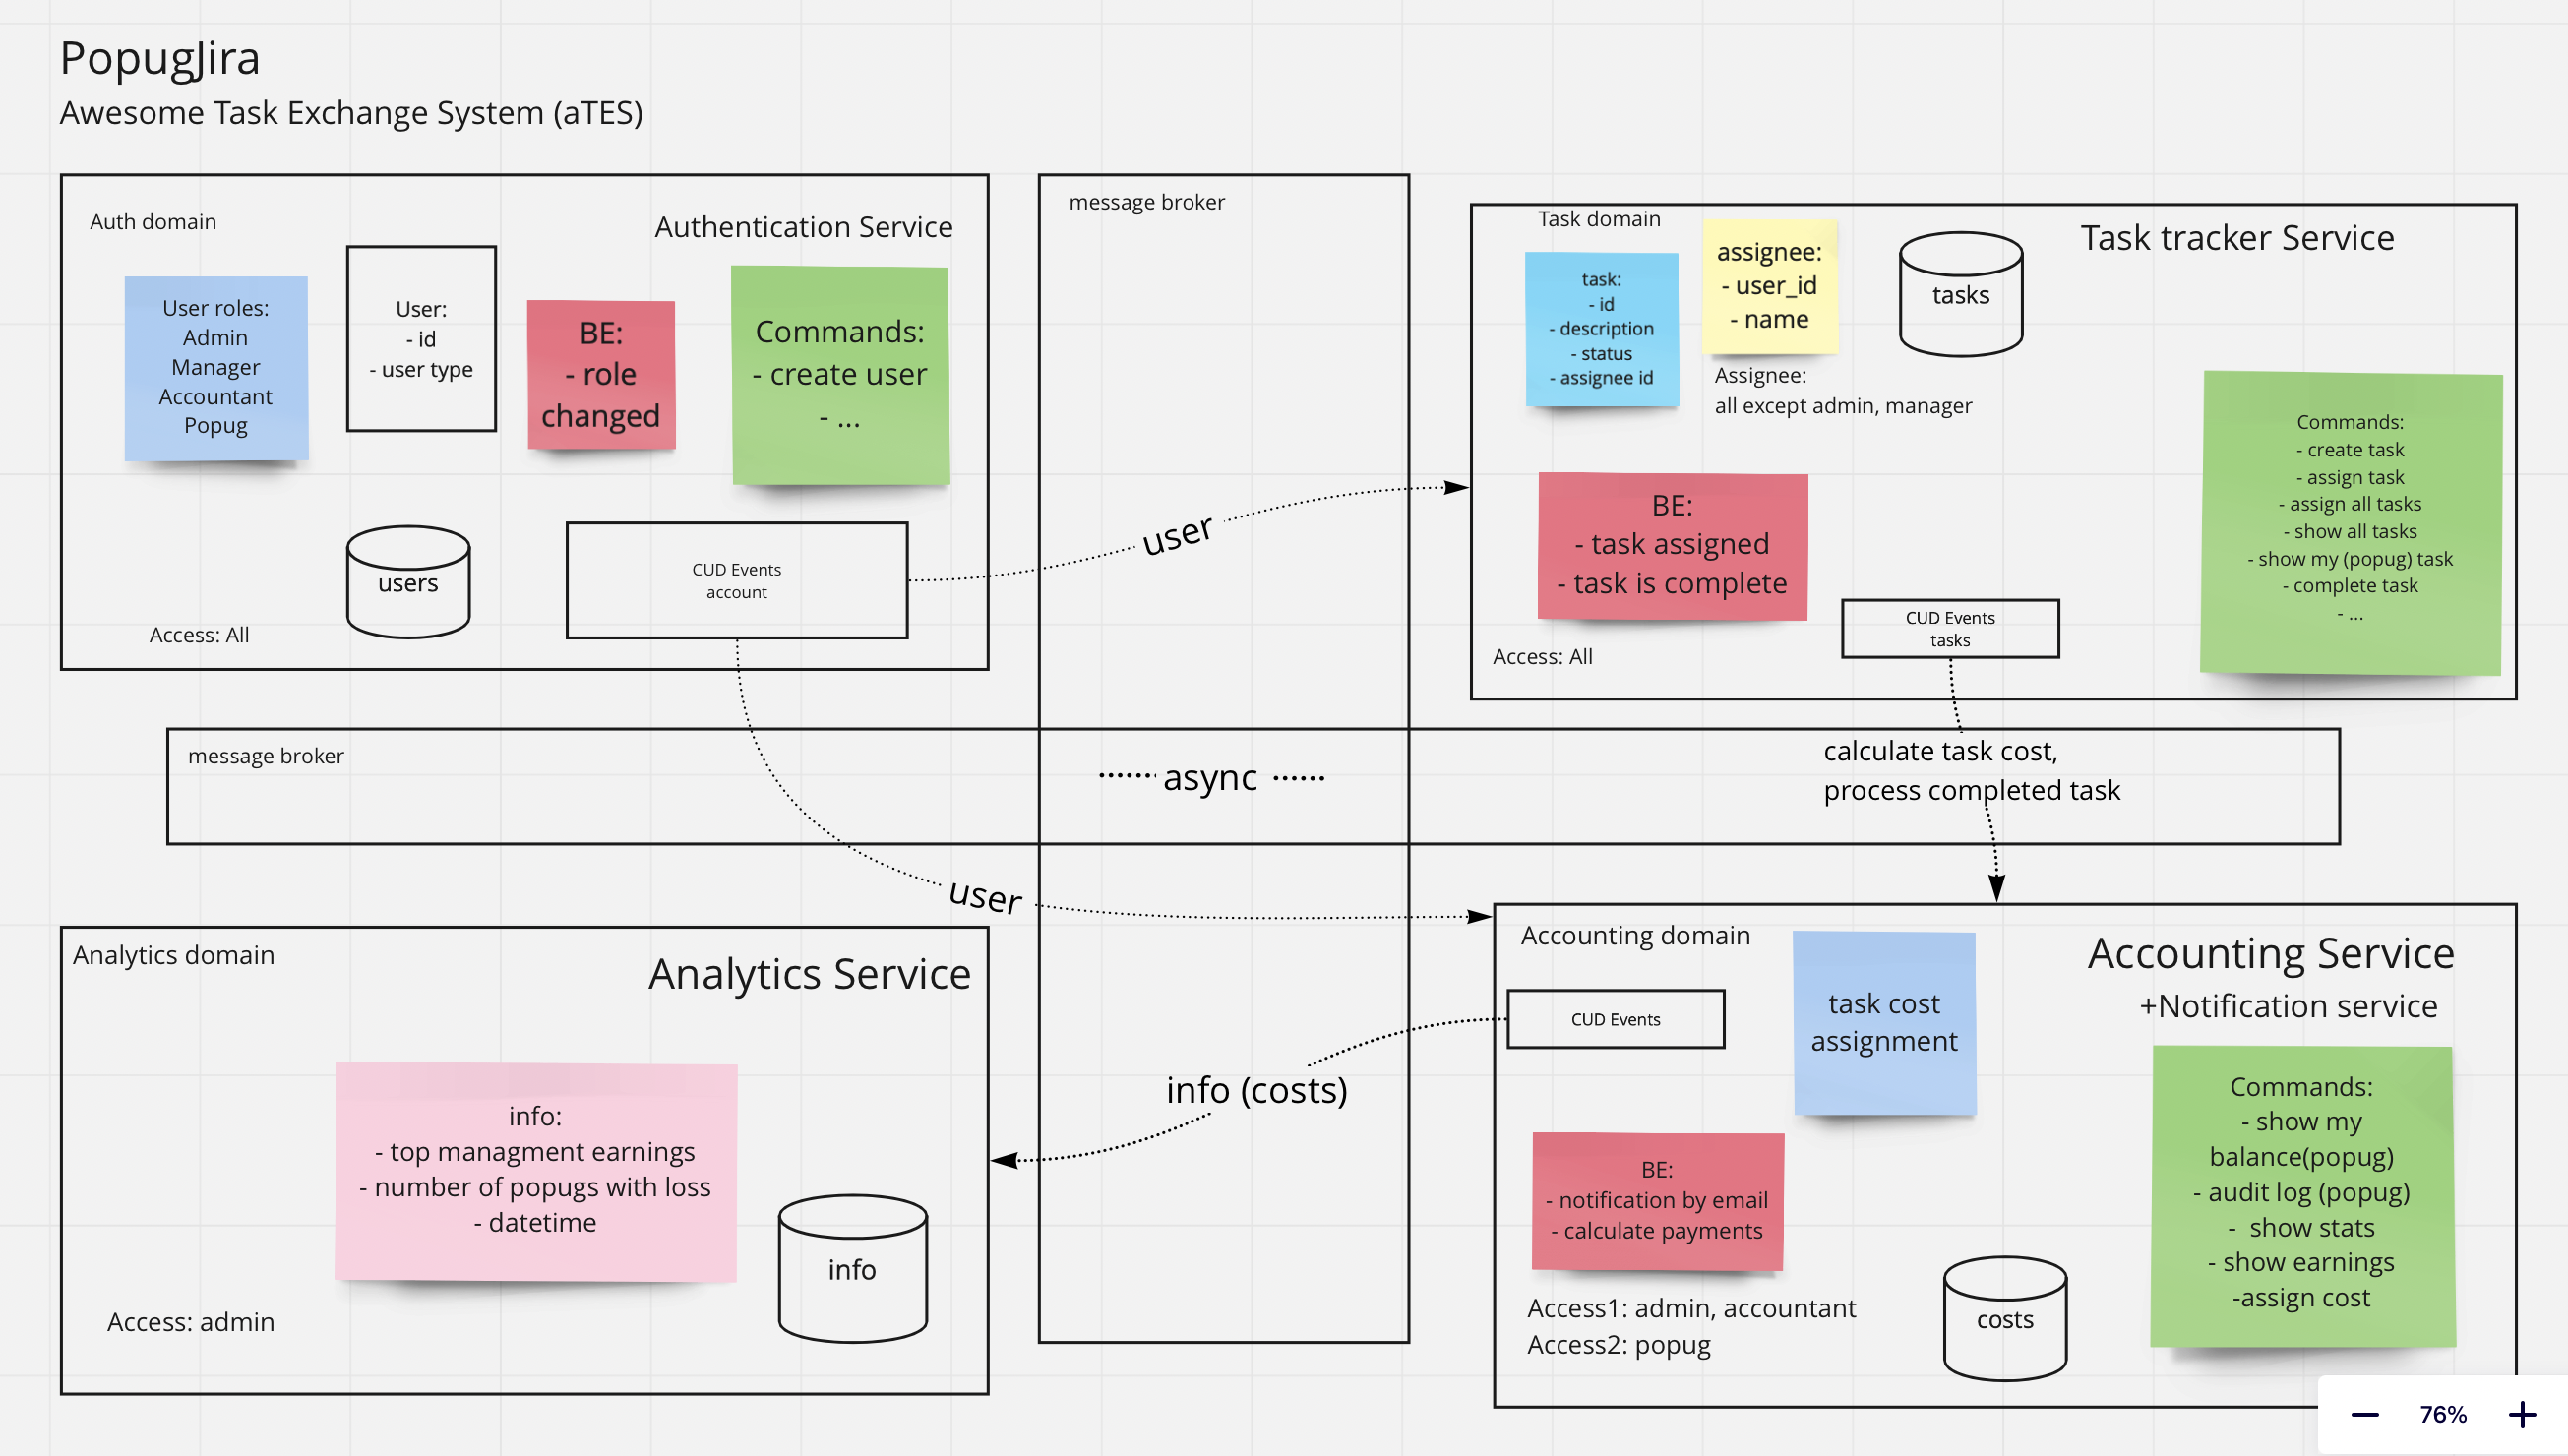 PopugJira
Awesome Task Exchange System (aTES)
Auth domain
Authentication Service
User roles:
Admin
Manager
Accountant
Popug
User:
- id
- user type
BE:
- role
changed
Commands:
- create user
- ...
users
CUD Events
account
Access: All
message broker
user
Task domain
Task tracker Service
task:
- id
- description
- status
- assignee id
assignee:
- user_id
- name
tasks
Assignee:
all except admin, manager
Commands:
- create task
- assign task
- assign all tasks
- show all tasks
- show my (popug) task
- complete task
- ...
BE:
- task assigned
- task is complete
CUD Events
tasks
Access: All
message broker
async
calculate task cost,
process completed task
user
Analytics domain
Analytics Service
info:
- top managment earnings
- number of popugs with loss
- datetime
info
Access: admin
info (costs)
Accounting domain
Accounting Service
+Notification service
CUD Events
task cost
assignment
Commands:
- show my
balance(popug)
- audit log (popug)
-  show stats
- show earnings
-assign cost
BE:
- notification by email
- calculate payments
costs
Access1: admin, accountant
Access2: popug
76%